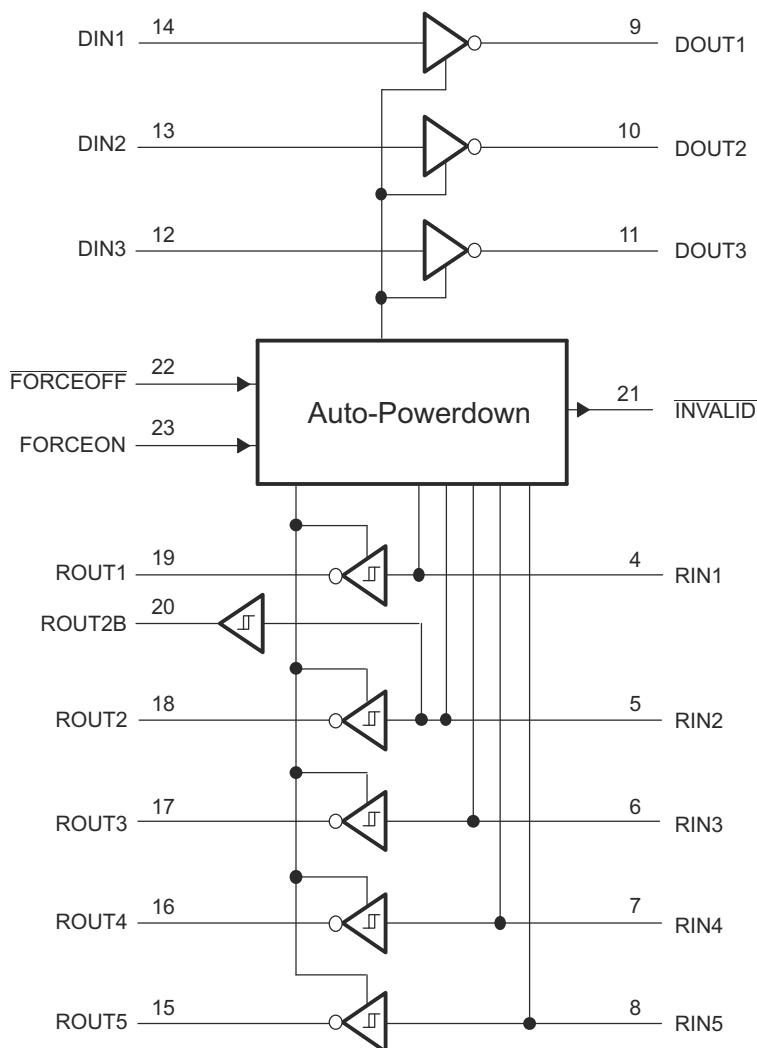 DIN1 14 9 DOUT1
DIN2 13 10 DOUT2
DIN3 12 11 DOUT3
FORCEOFF 22
Auto-Powerdown
21 INVALID
FORCEON 23
ROUT1 19 4 RIN1
ROUT2B 20
ROUT2 18 5 RIN2
ROUT3 17 6 RIN3
ROUT4 16 7 RIN4
ROUT5 15 8 RIN5